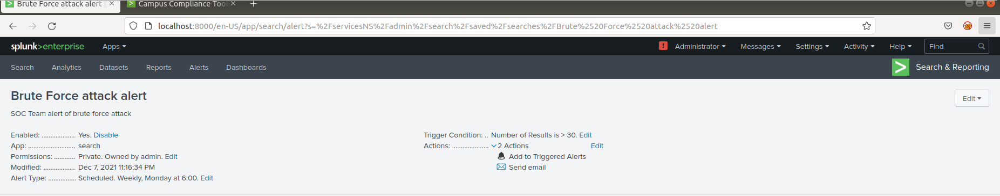 Brute Force attack alert | ×
Campus Compliance Tool ×
+
localhost:8000/en-US/app/search/alert?s=%2FservicesNS%2Fadmin%2Fsearch%2Fsaved%2Fsearches%2FBrute%2520Force%2520attack%2520alert
splunk>enterprise Apps ! Administrator Messages Settings Activity Help Find
Search Analytics Datasets Reports Alerts Dashboards > Search & Reporting
Brute Force attack alert
Edit
SOC Team alert of brute force attack
Enabled: ................... Yes. Disable
App: .......................... search
Permissions: ............ Private. Owned by admin. Edit
Modified: .................. Dec 7, 2021 11:16:34 PM
Alert Type: ............... Scheduled. Weekly, Monday at 6:00. Edit
Trigger Condition: .. Number of Results is > 30. Edit
Actions: .................... 2 Actions Edit
Add to Triggered Alerts
Send email